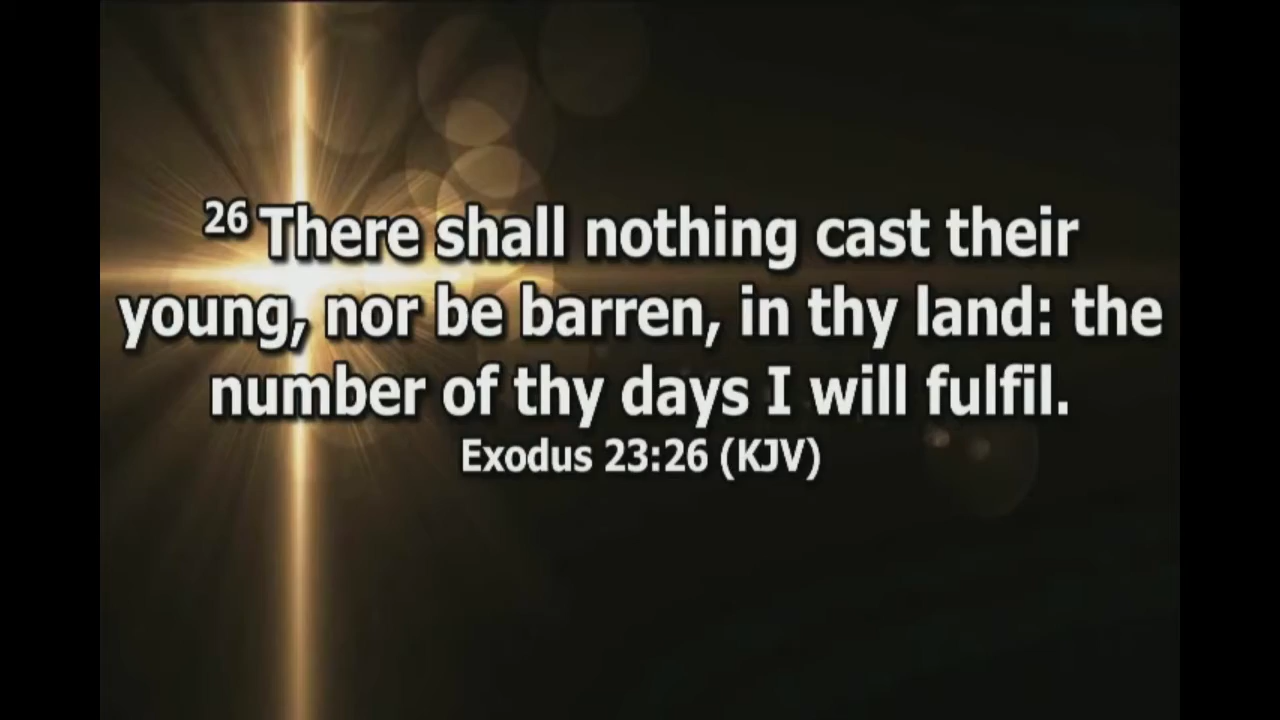 26 There shall nothing cast their
young, nor be barren, in thy land: the
number of thy days I will fulfil.
Exodus 23:26 (KJV)